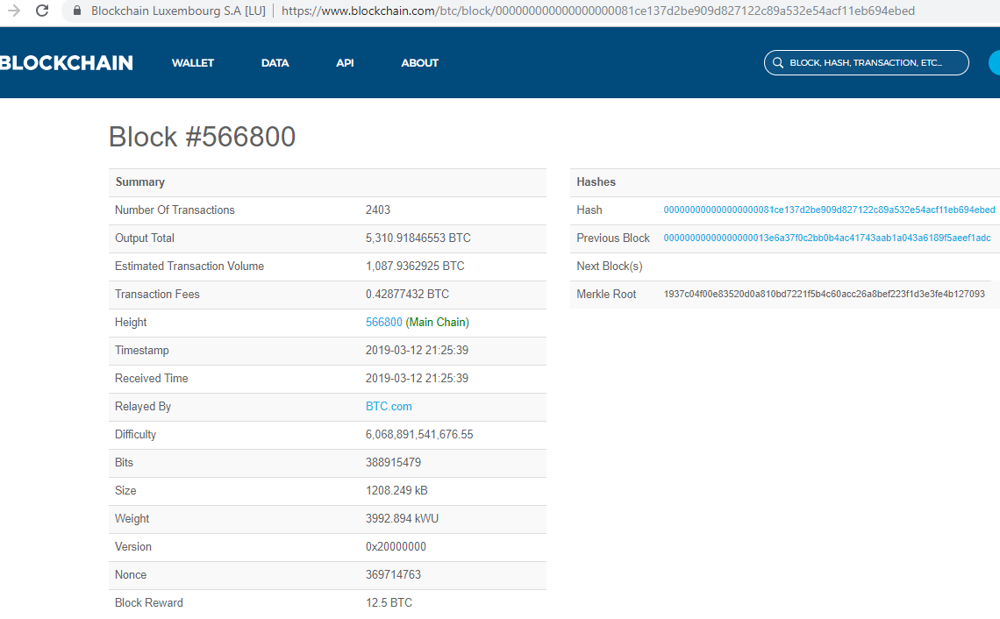 Blockchain Luxembourg S.A [LU] | https://www.blockchain.com/btc/block/000000000000000000081ce137d2be909d827122c89a532e54acf11eb694ebed
BLOCKCHAIN WALLET DATA API ABOUT BLOCK, HASH, TRANSACTION, ETC...
Block #566800
Summary
Number Of Transactions 2403
Output Total 5,310.91846553 BTC
Estimated Transaction Volume 1,087.9362925 BTC
Transaction Fees 0.42877432 BTC
Height 566800 (Main Chain)
Timestamp 2019-03-12 21:25:39
Received Time 2019-03-12 21:25:39
Relayed By BTC.com
Difficulty 6,068,891,541,676.55
Bits 388915479
Size 1208.249 kB
Weight 3992.894 kWU
Version 0x20000000
Nonce 369714763
Block Reward 12.5 BTC
Hashes
Hash 000000000000000000081ce137d2be909d827122c89a532e54acf11eb694ebed
Previous Block 00000000000000000013e6a37f0c2bb0b4ac41743aab1a043a6189f5aeef1adc
Next Block(s)
Merkle Root 1937c04f00e83520d0a810bd7221f5b4c60acc26a8bef223f1d3e3fe4b127093